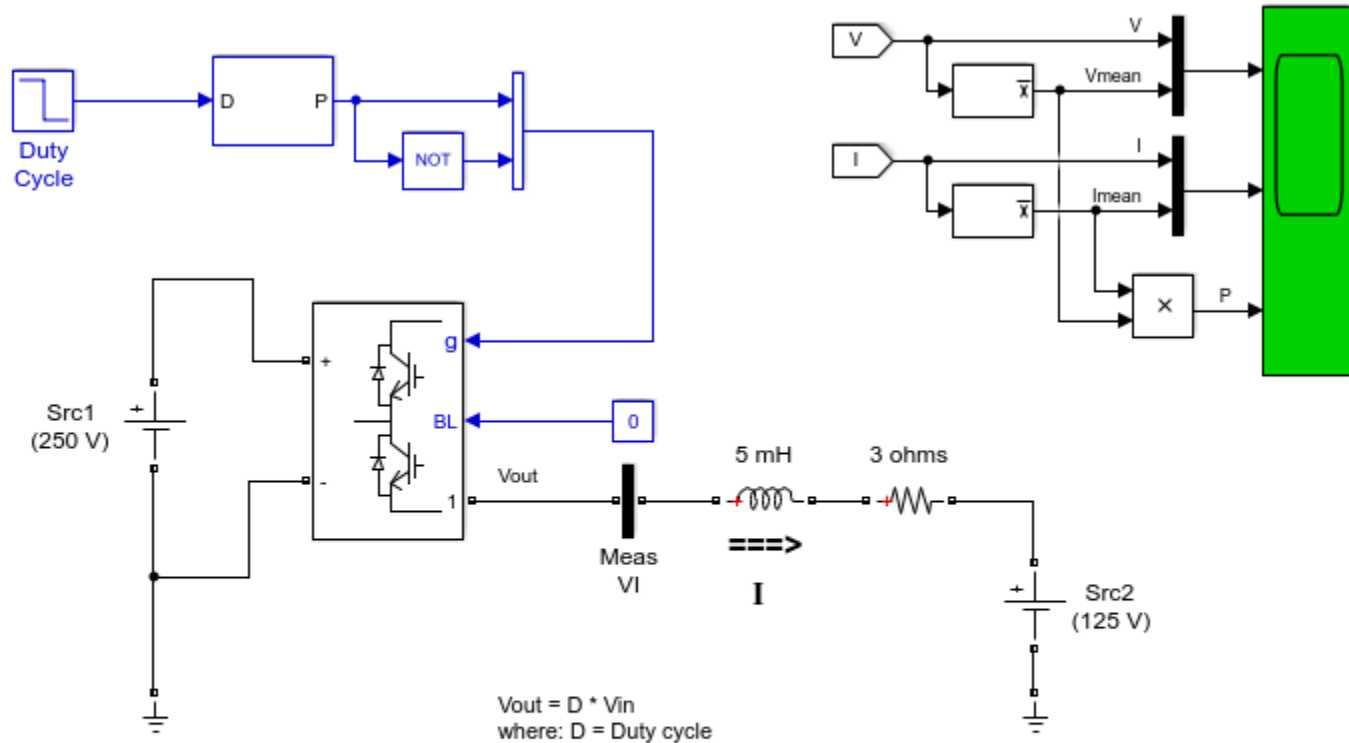 Duty
Cycle
D
P
NOT
V
V
Vmean
x
I
I
Imean
x
×
P
Src1
(250 V)
+
+
-
g
BL
1
0
Vout
Meas
VI
5 mH
+
===>
I
3 ohms
+
+
Src2
(125 V)
Vout = D * Vin
where: D = Duty cycle